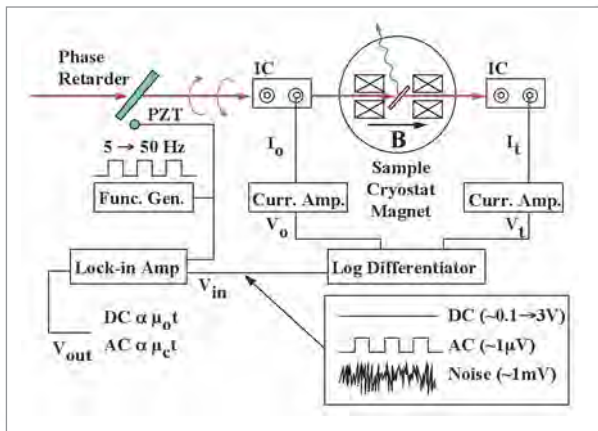 Phase
Retarder
PZT
5 → 50 Hz
Func. Gen.
IC
I₀
Curr. Amp.
V₀
B
Sample
Cryostat
Magnet
IC
Iₜ
Curr. Amp.
Vₜ
Lock-in Amp
Vᵢₙ
Log Differentiator
Vₒᵤₜ
DC α μ₀t
AC α μ_c t
DC (~0.1→3V)
AC (~1μV)
Noise (~1mV)